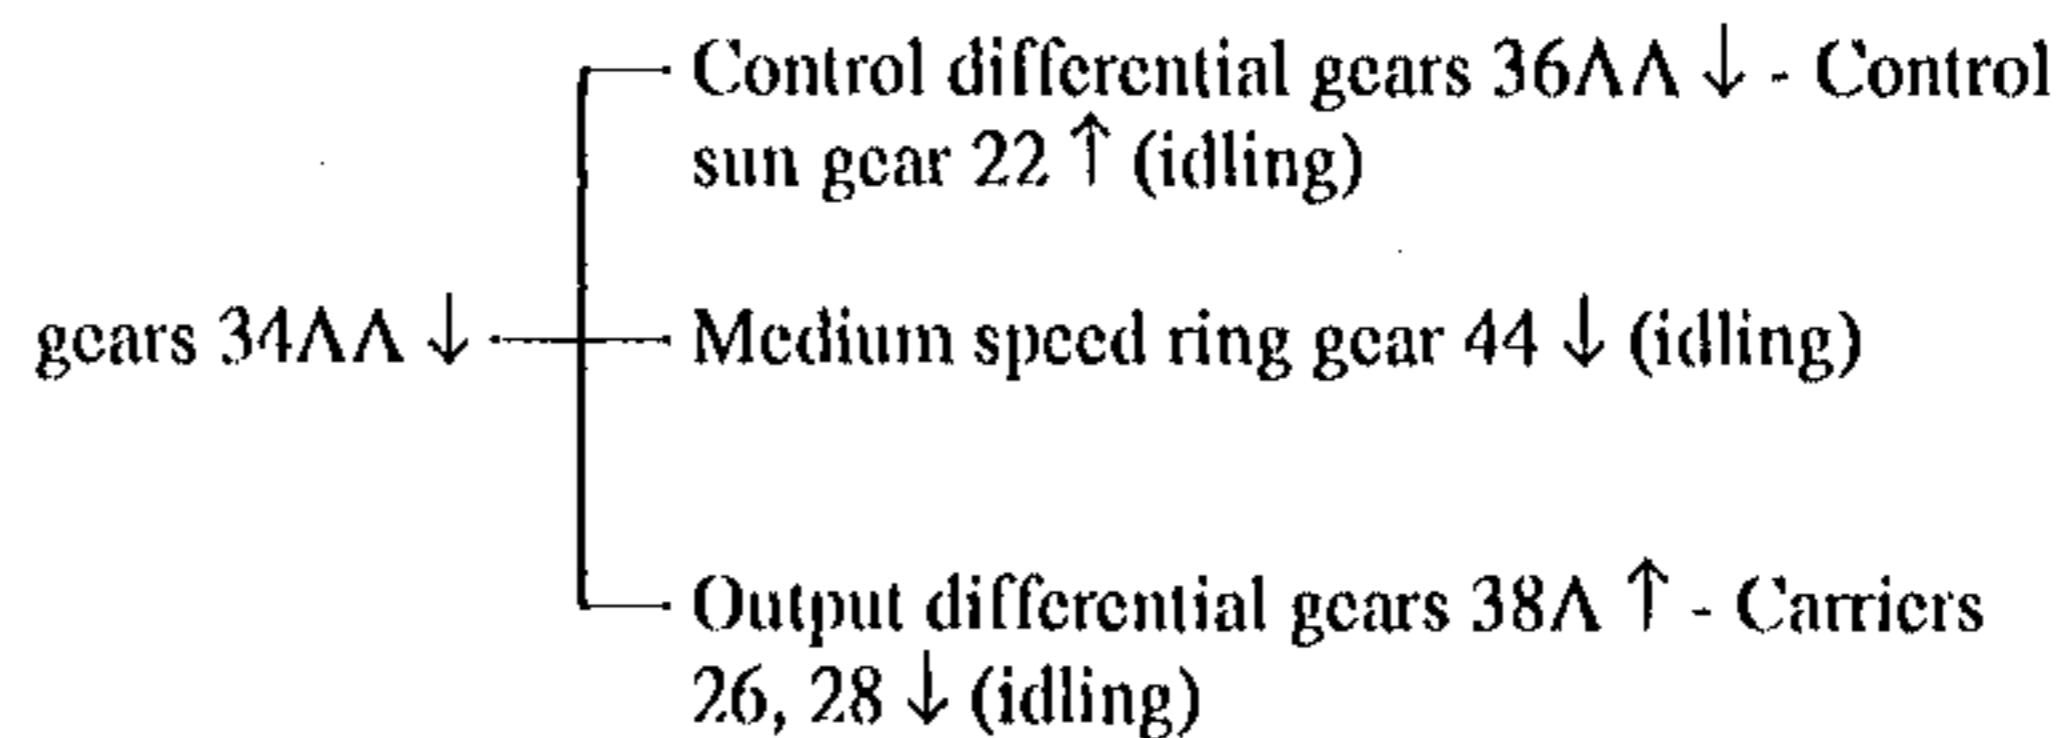 Control differential gears 36AA ↓ - Control
sun gear 22 ↑ (idling)
gears 34AA ↓
Medium speed ring gear 44 ↓ (idling)
Output differential gears 38A ↑ - Carriers
26, 28 ↓ (idling)